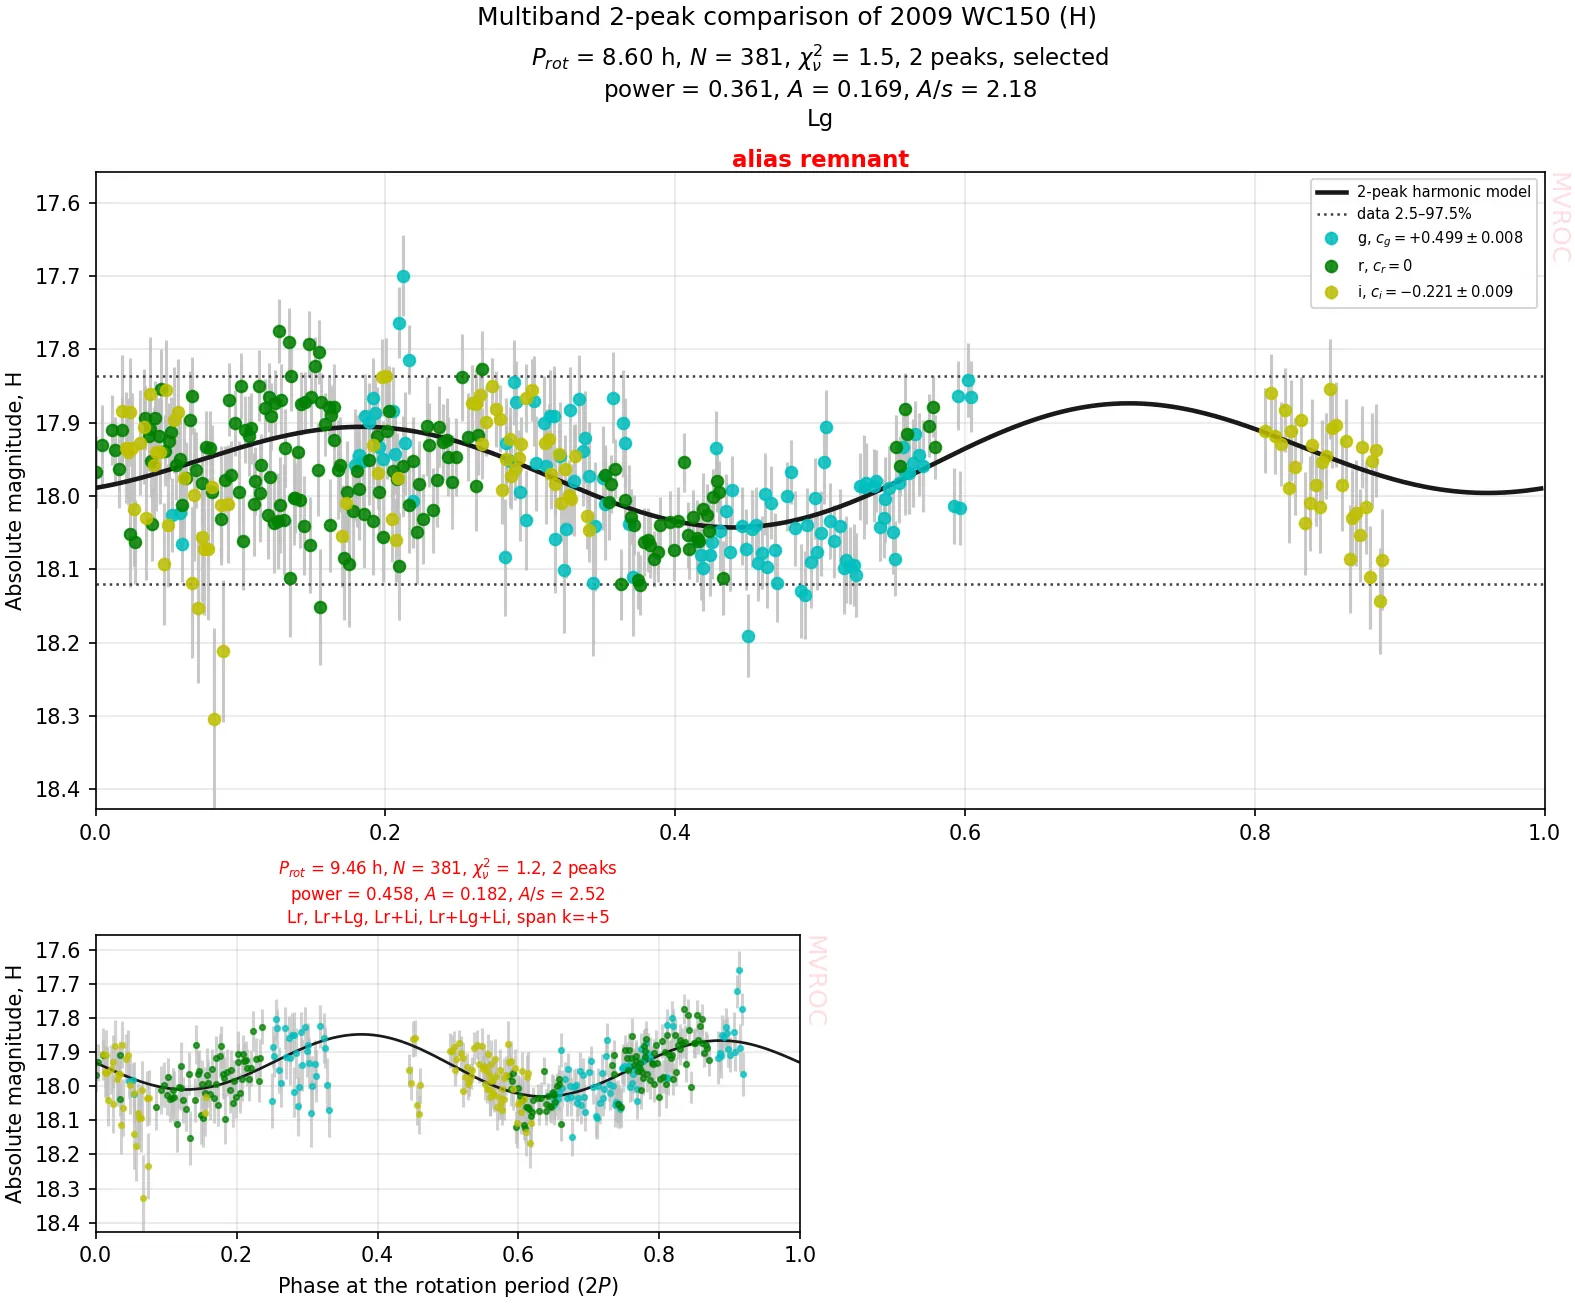 Multiband 2-peak comparison of 2009 WC150 (H)
P_rot = 8.60 h, N = 381, χ²_ν = 1.5, 2 peaks, selected
power = 0.361, A = 0.169, A/s = 2.18
Lg
alias remnant
17.6
17.7
17.8
17.9
18.0
18.1
18.2
18.3
18.4
Absolute magnitude, H
2-peak harmonic model
data 2.5–97.5%
g, c_g = +0.499 ± 0.008
r, c_r = 0
i, c_i = −0.221 ± 0.009
MVROC
0.0 0.2 0.4 0.6 0.8 1.0
P_rot = 9.46 h, N = 381, χ²_ν = 1.2, 2 peaks
power = 0.458, A = 0.182, A/s = 2.52
Lr, Lr+Lg, Lr+Li, Lr+Lg+Li, span k=+5
17.6
17.7
17.8
17.9
18.0
18.1
18.2
18.3
18.4
Absolute magnitude, H
MVROC
0.0 0.2 0.4 0.6 0.8 1.0
Phase at the rotation period (2P)